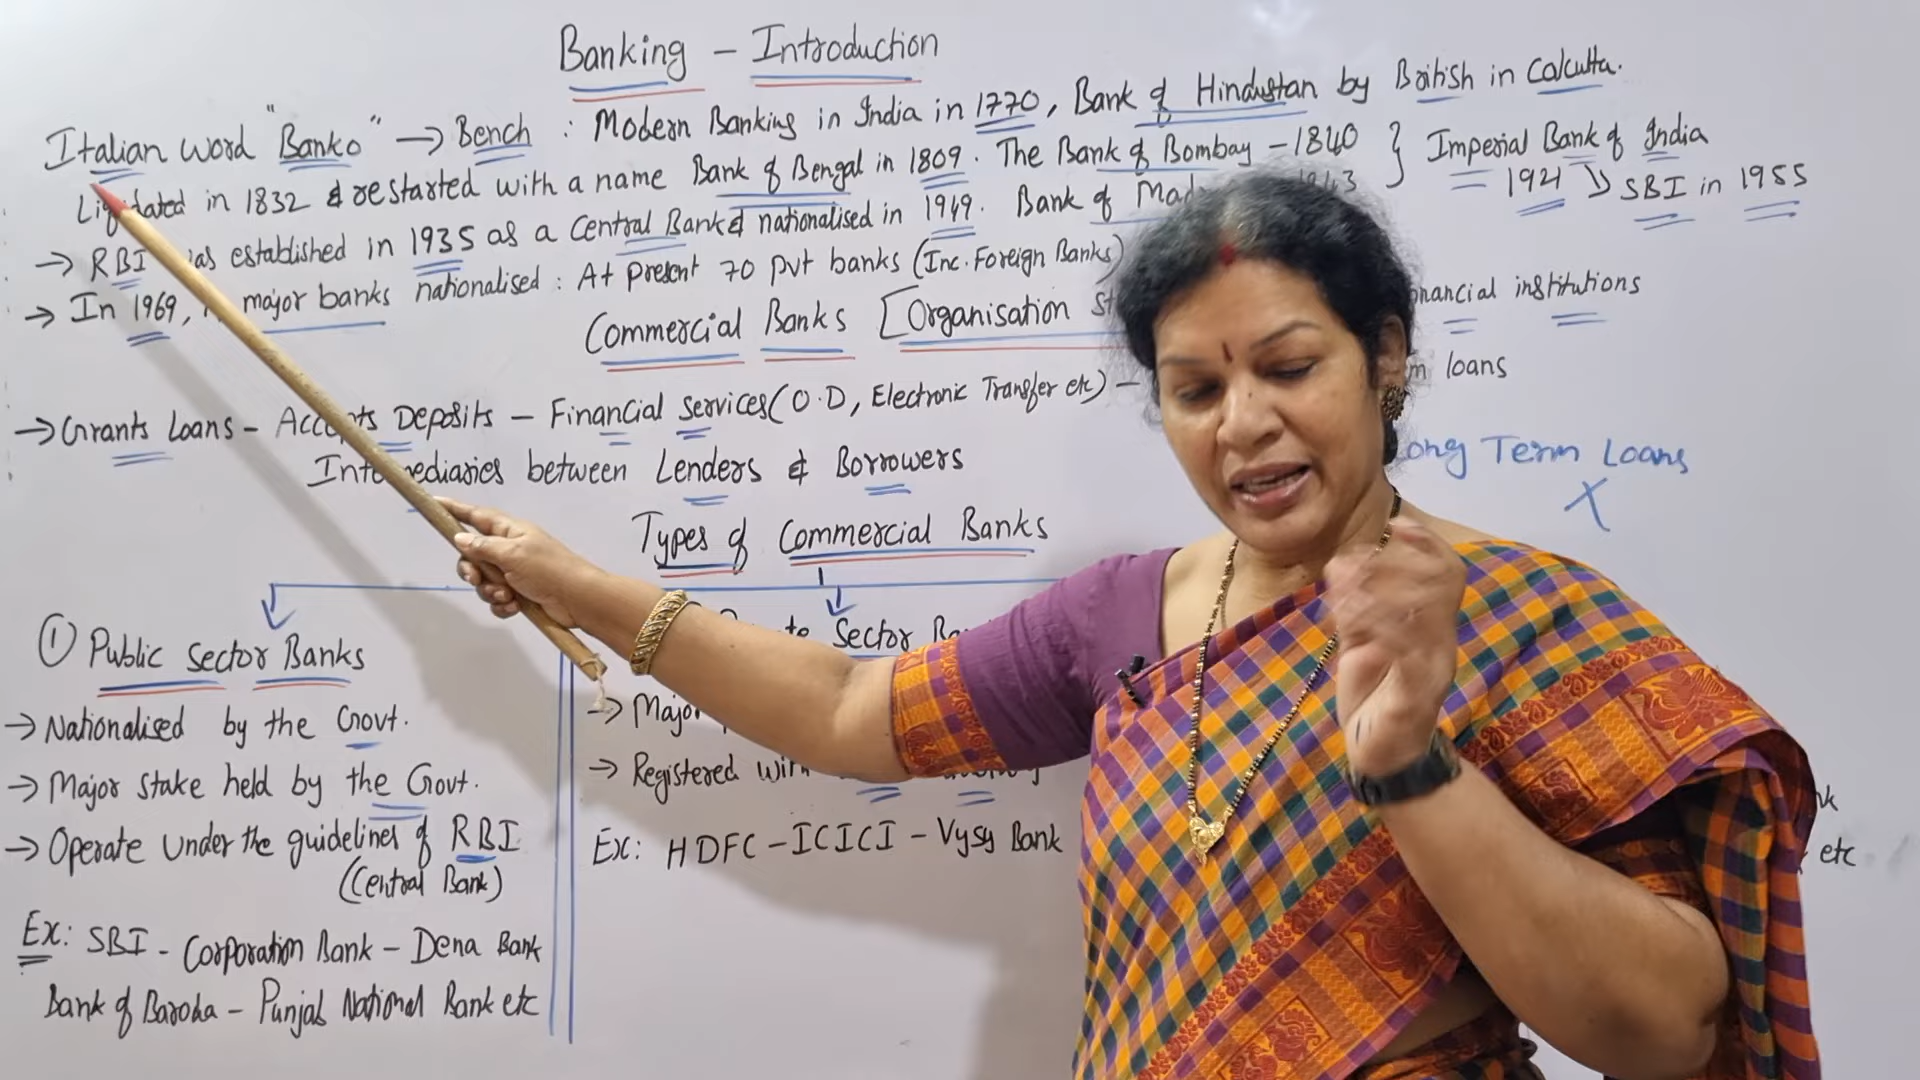 Banking – Introduction
Italian word "Banko" → Bench : Modern Banking in India in 1770, Bank of Hindustan by British in Calcutta.
Liquidated in 1832 & restarted with a name Bank of Bengal in 1809. The Bank of Bombay – 1840 } Imperial Bank of India
→ RBI was established in 1935 as a Central Bank & nationalised in 1949. Bank of 1843 1921 ⇒ SBI in 1955
→ In 1969, major banks nationalised : At present 70 pvt banks (Inc. Foreign Banks)
Commercial Banks [Organisation financial institutions
→ Grants Loans – Accepts Deposits – Financial services (O.D, Electronic Transfer etc) – loans
Intermediaries between Lenders & Borrowers
Long Term Loans
X
Types of Commercial Banks
① Public Sector Banks
→ Nationalised by the Govt.
→ Major stake held by the Govt.
→ Operate under the guidelines of RBI
(Central Bank)
Ex: SBI – Corporation Bank – Dena Bank
Bank of Baroda – Punjab National Bank etc
Sector
→ Major
→ Registered with
Ex: HDFC – ICICI – Vysy Bank
etc